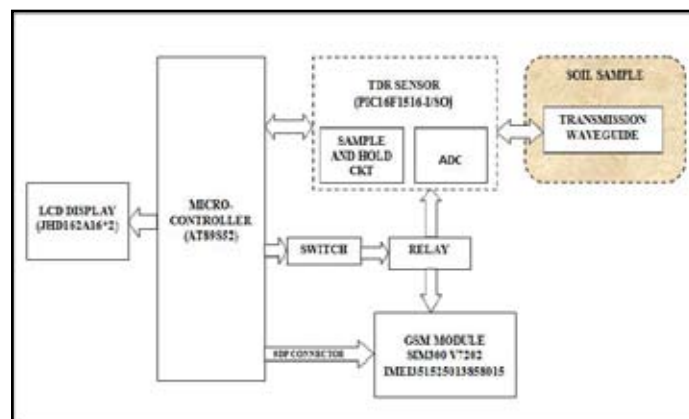 TDR SENSOR
(PIC16F1516-I/SO)
SAMPLE
AND HOLD
CKT
ADC
SOIL SAMPLE
TRANSMISSION
WAVEGUIDE
LCD DISPLAY
(JHD162A16*2)
MICRO-
CONTROLLER
(AT89S52)
SWITCH
RELAY
CONNECTOR
GSM MODULE
SIM300 V7202
IMEI351525013858015